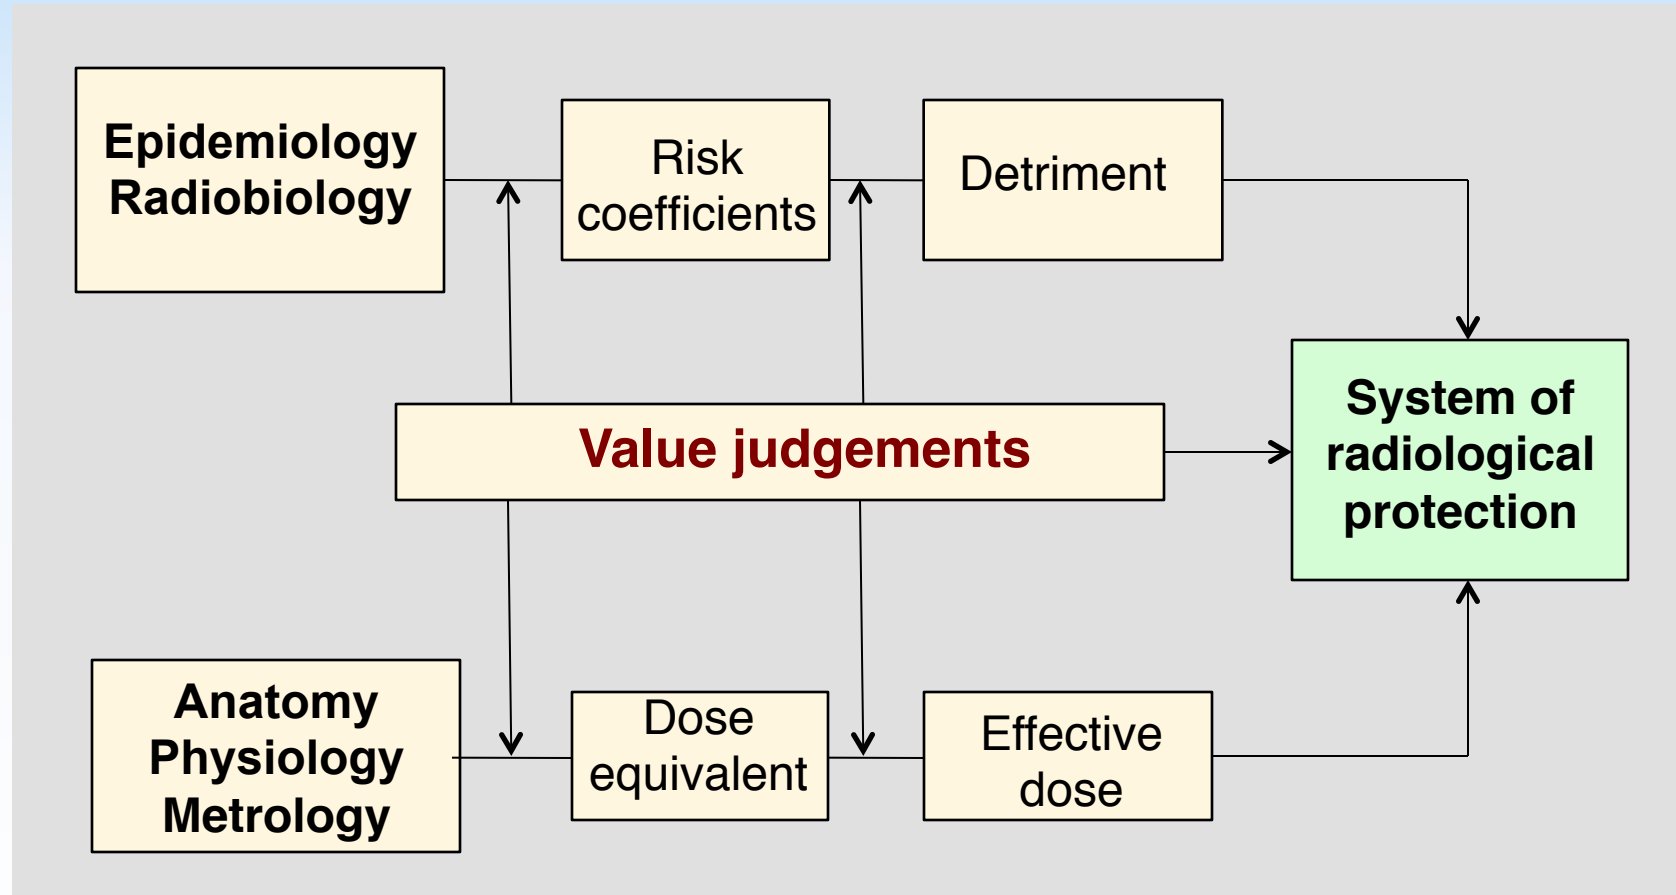 Epidemiology
Radiobiology
Risk
coefficients
Detriment
Value judgements
System of
radiological
protection
Anatomy
Physiology
Metrology
Dose
equivalent
Effective
dose